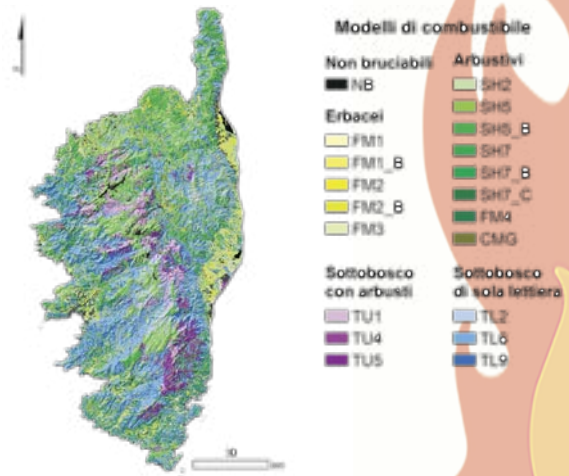 Modelli di combustibile
Non bruciabili
NB
Erbacei
FM1
FM1_B
FM2
FM2_B
FM3
Arbustivi
SH2
SH5
SH5_B
SH7
SH7_B
SH7_C
FM4
CMG
Sottobosco
con arbusti
TU1
TU4
TU5
Sottobosco
di sola lettiera
TL2
TL6
TL9